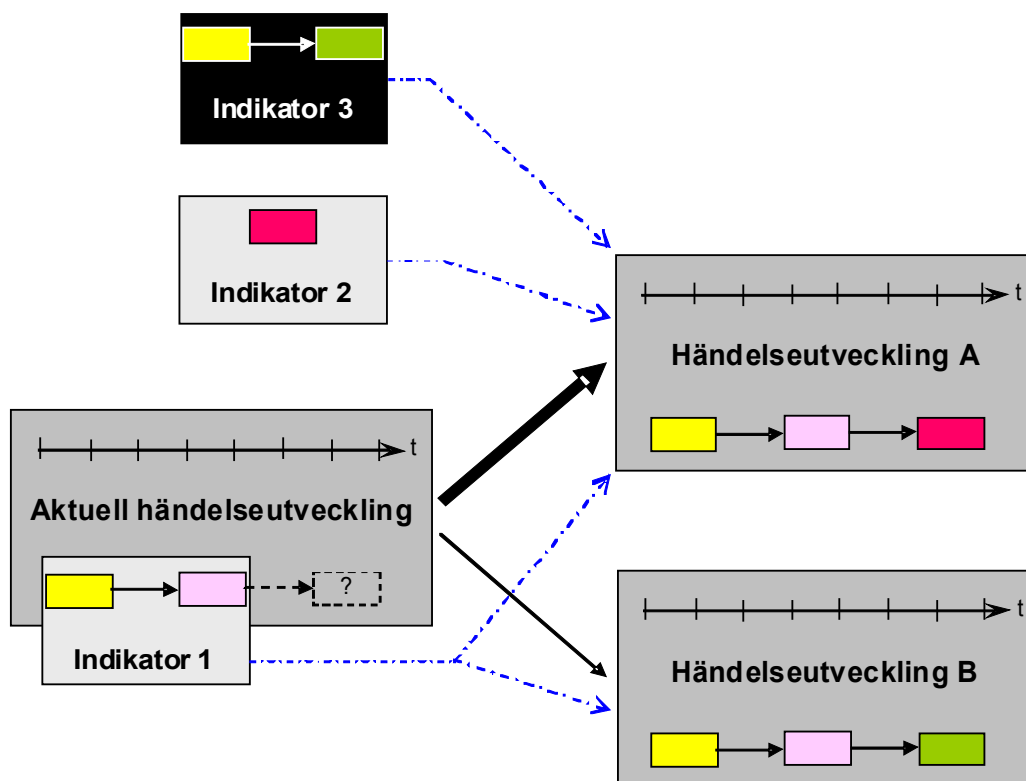 Indikator 3
Indikator 2
t
Händelseutveckling A
t
Aktuell händelseutveckling
?
Indikator 1
t
Händelseutveckling B